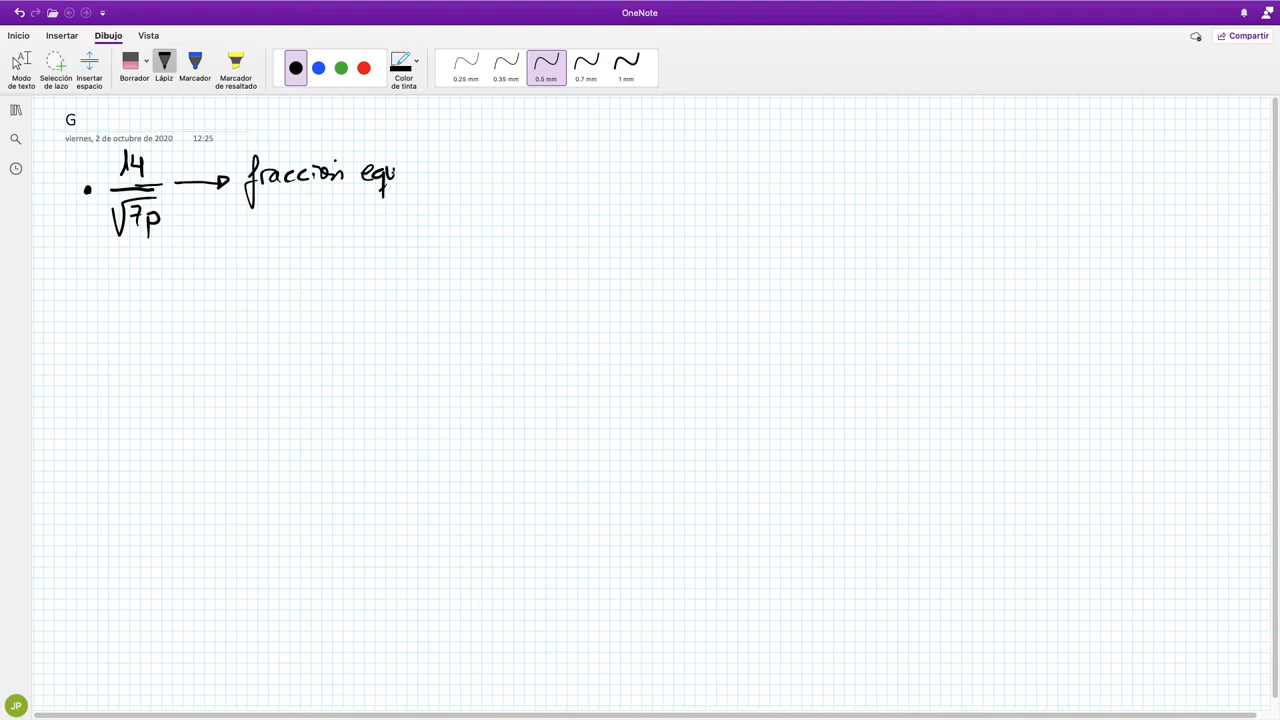 OneNote
Inicio Insertar Dibujo Vista
Compartir
Modo de texto
Selección de lazo
Insertar espacio
Borrador
Lápiz
Marcador
Marcador de resaltado
Color de tinta
0.25 mm 0.35 mm 0.5 mm 0.7 mm 1 mm
G
viernes, 2 de octubre de 2020 12:25
14
fracción equ
√7p
JP